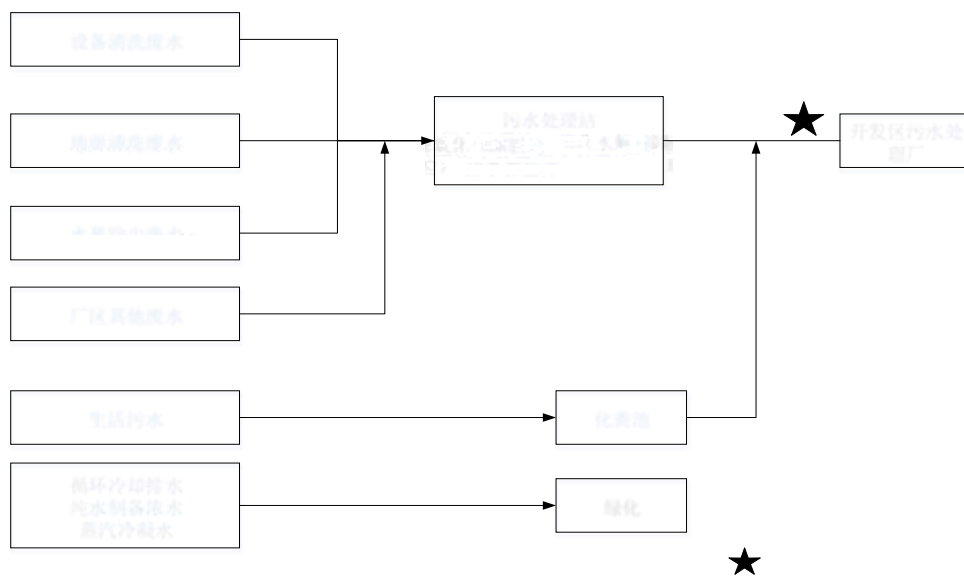 设备清洗废水
地面清洗废水
污水处理站
开发区污水处
理厂
厂区其他废水
生活污水
化粪池
循环冷却排水
纯水制备浓水
蒸汽冷凝水
绿化